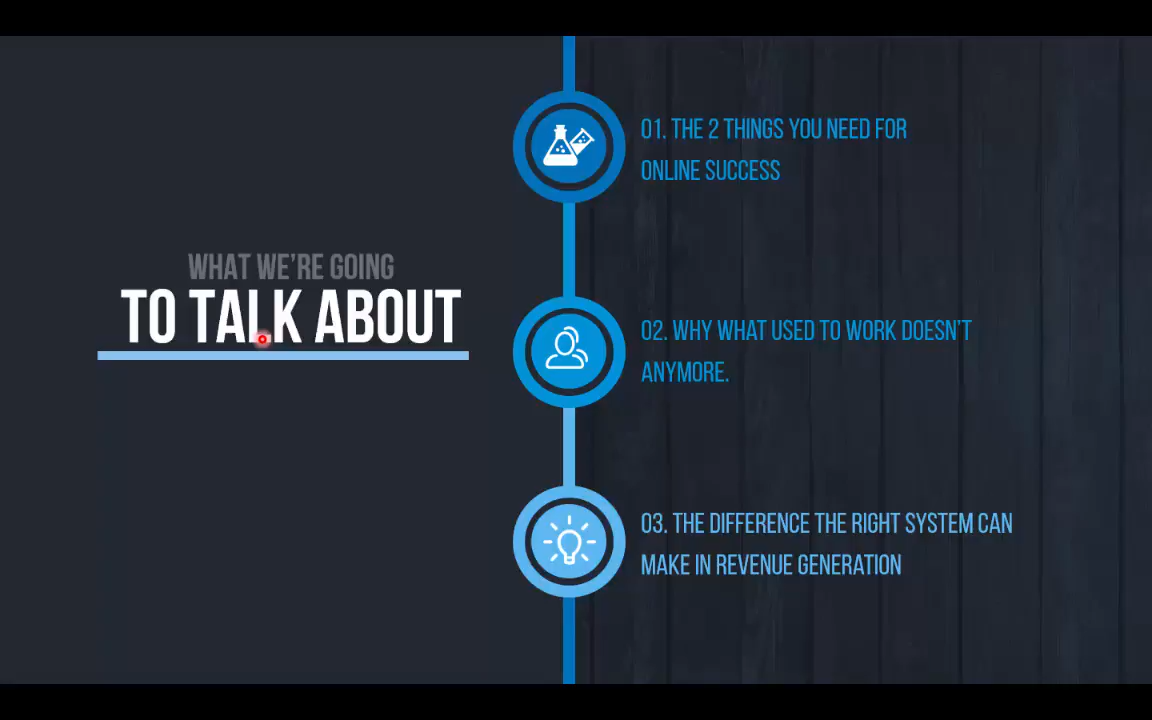 WHAT WE'RE GOING
TO TALK ABOUT
01. THE 2 THINGS YOU NEED FOR
ONLINE SUCCESS
02. WHY WHAT USED TO WORK DOESN'T
ANYMORE.
03. THE DIFFERENCE THE RIGHT SYSTEM CAN
MAKE IN REVENUE GENERATION